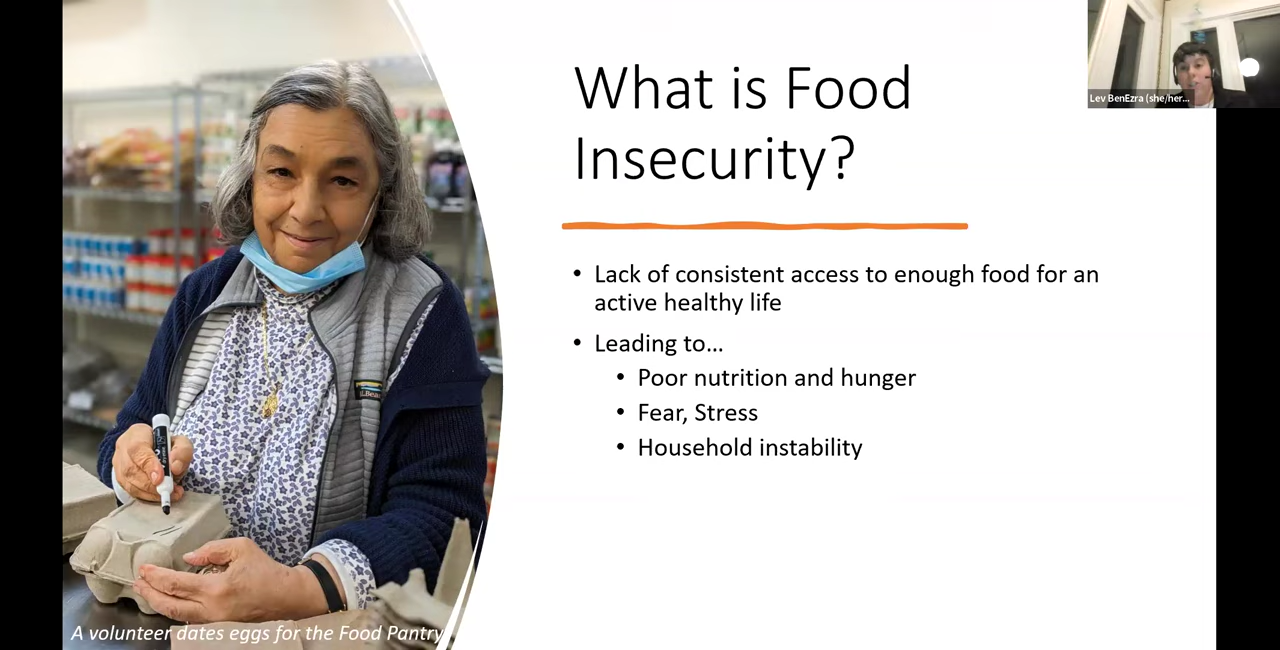 What is Food
Insecurity?
Lev BenEzra (she/her...
• Lack of consistent access to enough food for an
active healthy life
• Leading to...
• Poor nutrition and hunger
• Fear, Stress
• Household instability
L.L.Bean
A volunteer dates eggs for the Food Pantry